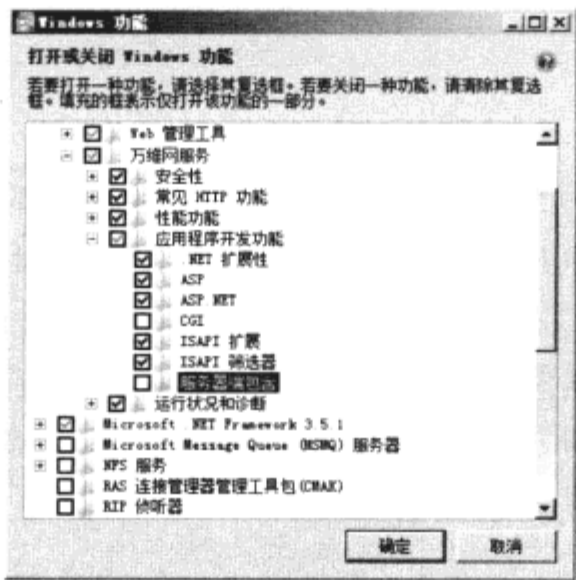 Windows 功能
打开或关闭 Windows 功能
若要打开一种功能，请选择其复选框。若要关闭一种功能，请清除其复选
框。填充的框表示仅打开该功能的一部分。
Web 管理工具
万维网服务
安全性
常见 HTTP 功能
性能功能
应用程序开发功能
.NET 扩展性
ASP
ASP.NET
CGI
ISAPI 扩展
ISAPI 筛选器
服务器端包含
运行状况和诊断
Microsoft .NET Framework 3.5.1
Microsoft Message Queue (MSMQ) 服务器
NFS 服务
RAS 连接管理器管理工具包(CMAK)
RIP 侦听器
确定 取消